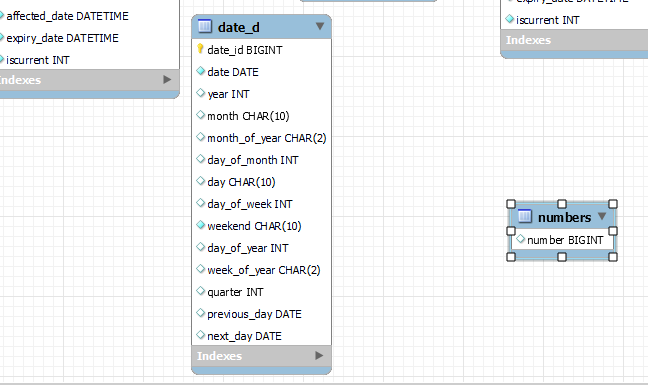 affected_date DATETIME
expiry_date DATETIME
iscurrent INT
Indexes
date_d
date_id BIGINT
date DATE
year INT
month CHAR(10)
month_of_year CHAR(2)
day_of_month INT
day CHAR(10)
day_of_week INT
weekend CHAR(10)
day_of_year INT
week_of_year CHAR(2)
quarter INT
previous_day DATE
next_day DATE
Indexes
expiry_date DATETIME
iscurrent INT
Indexes
numbers
number BIGINT